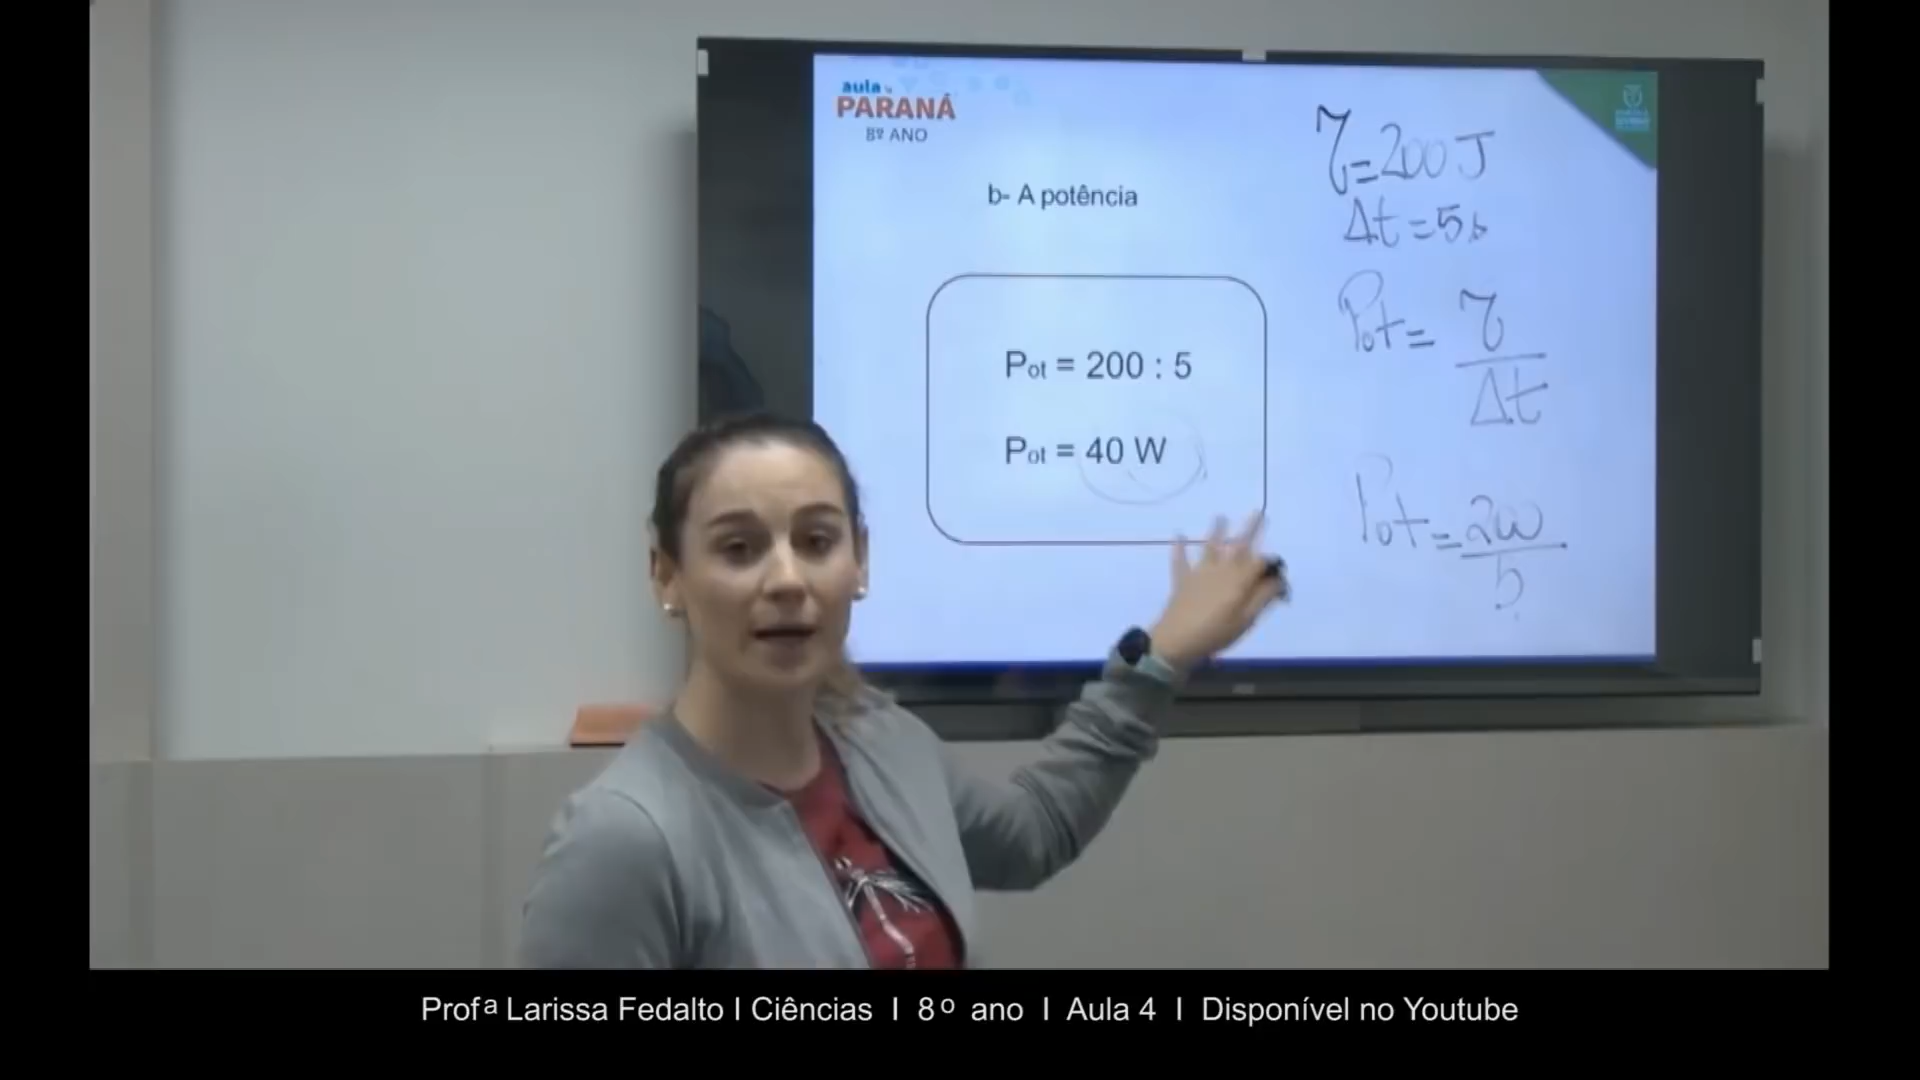 aula
PARANÁ
8º ANO
b- A potência
Pot = 200 : 5
Pot = 40 W
τ = 200 J
Δt = 5s
Pot = τ
Δt
Pot = 200
5
Profª Larissa Fedalto I Ciências I 8º ano I Aula 4 I Disponível no Youtube